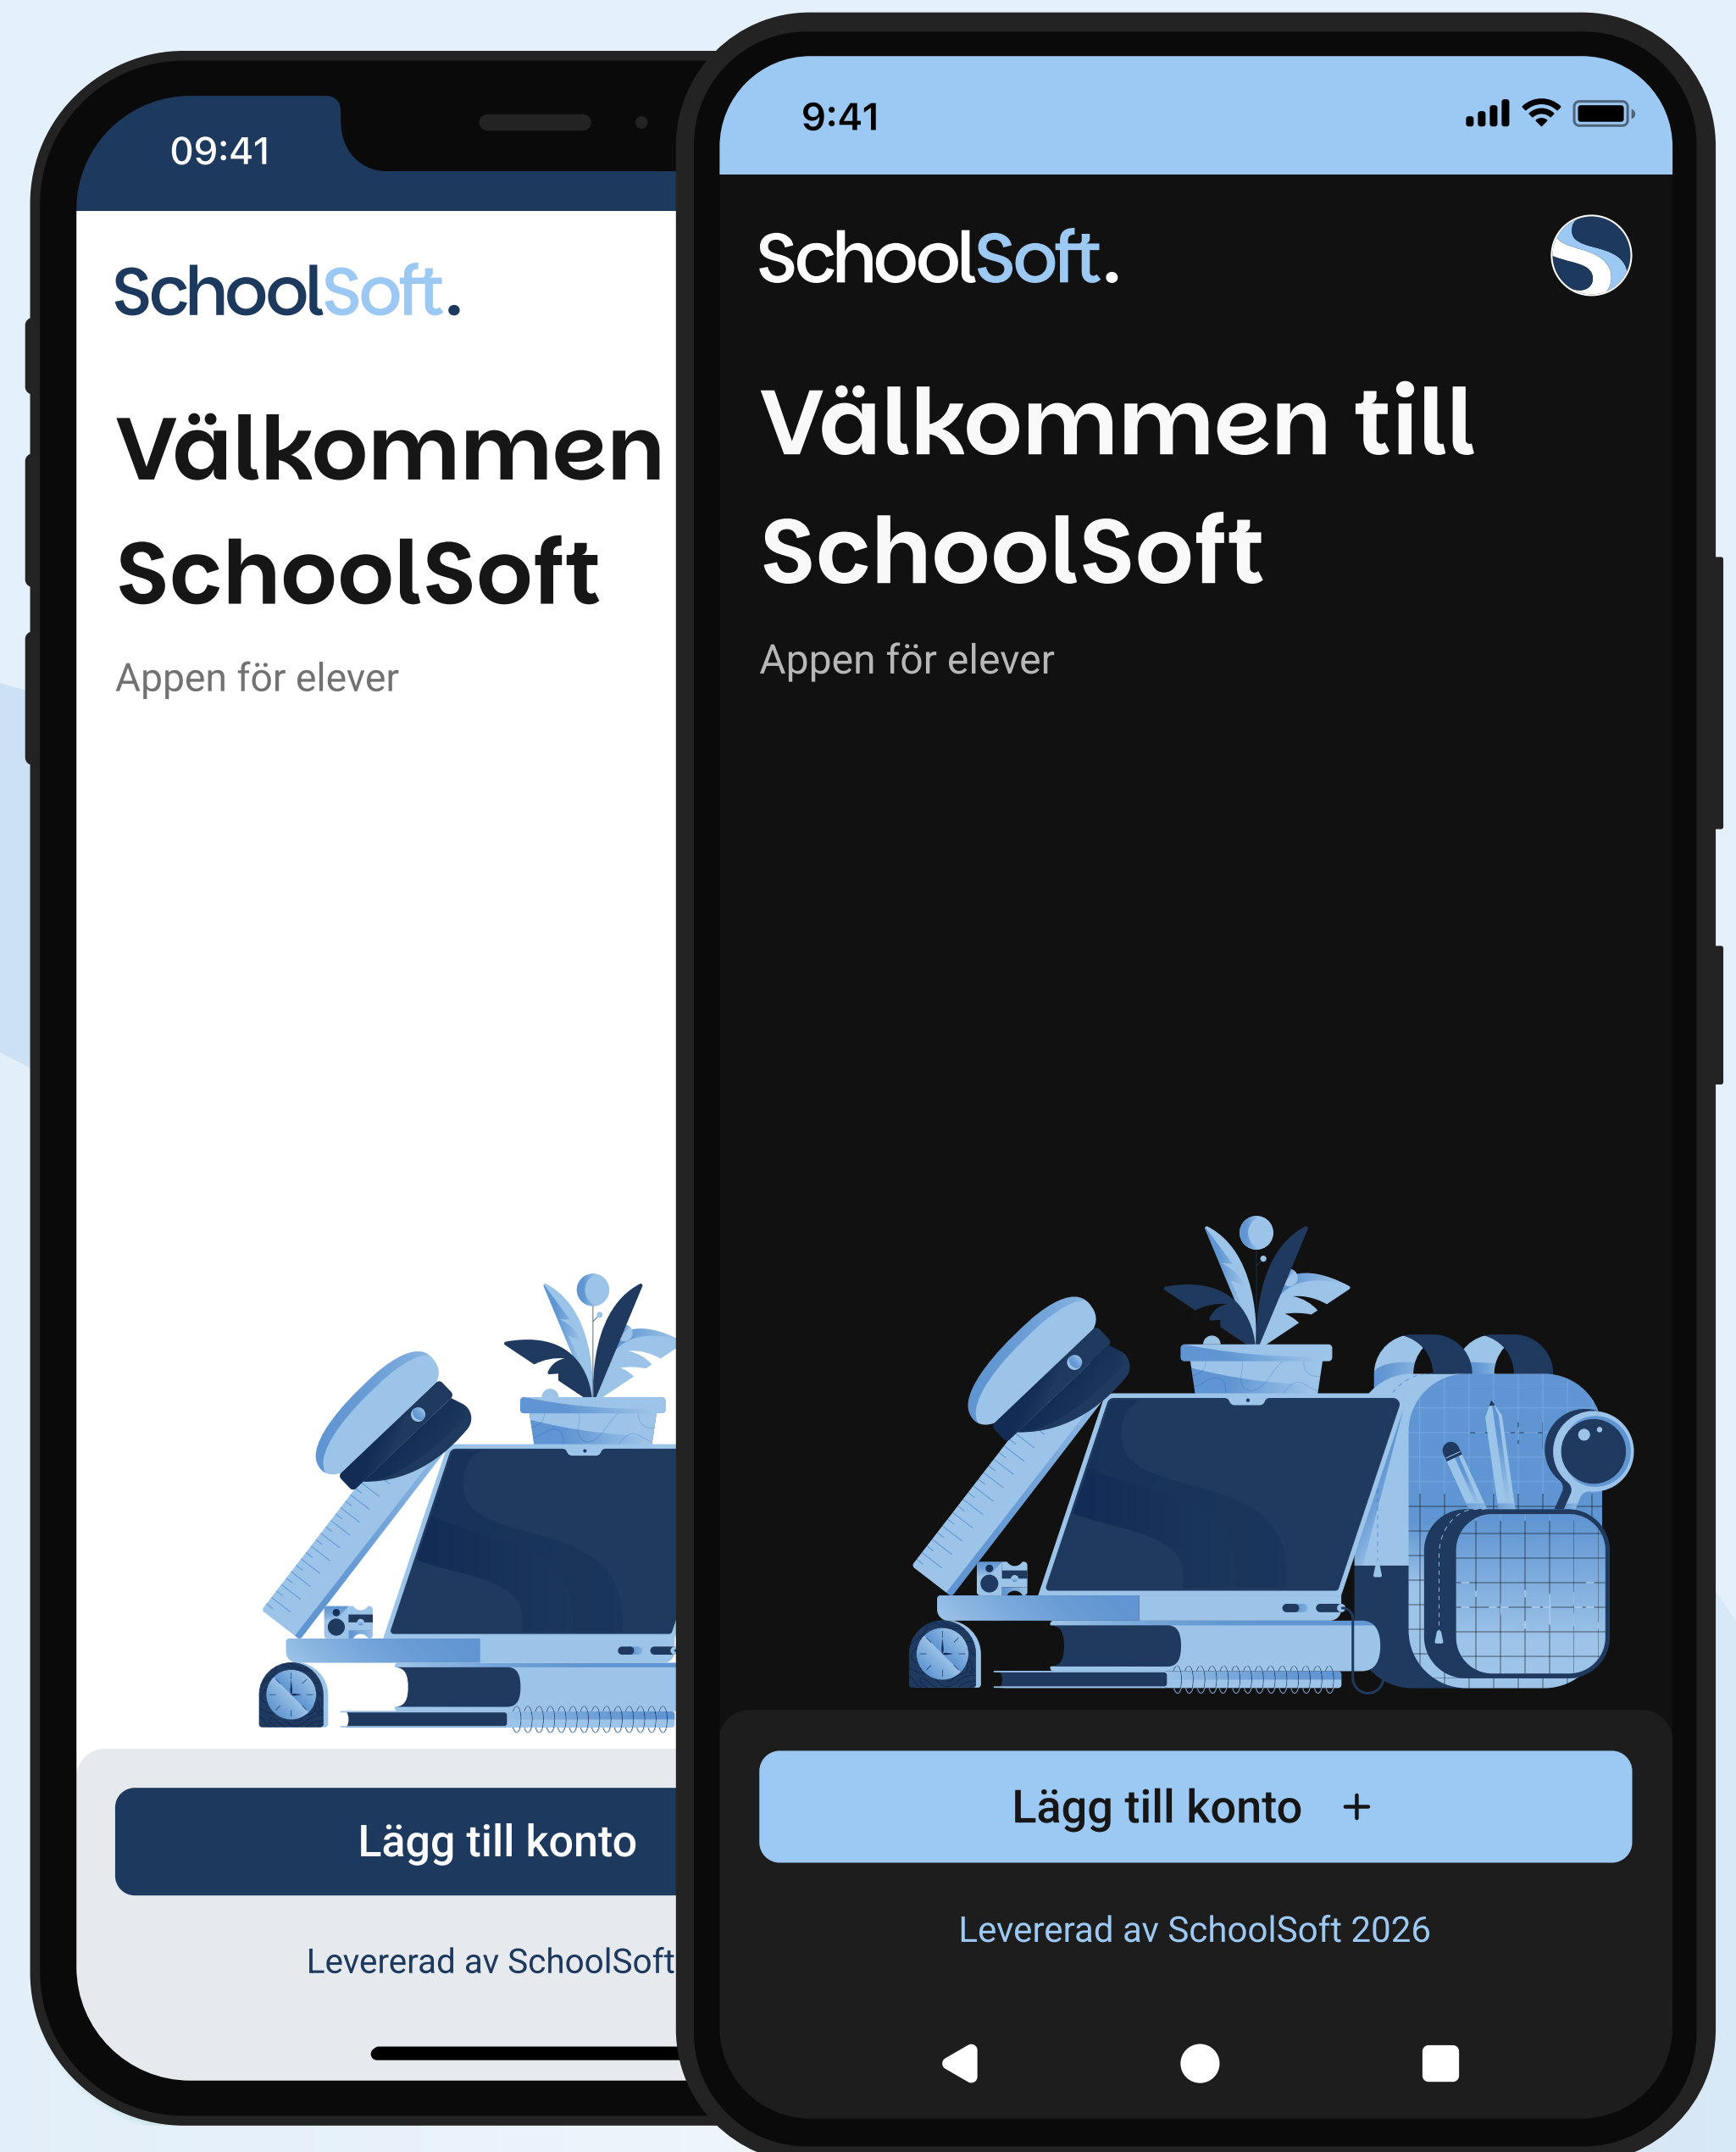 09:41
SchoolSoft.
Välkommen
SchoolSoft
Appen för elever
Lägg till konto
Levererad av SchoolSoft
9:41
SchoolSoft.
Välkommen till
SchoolSoft
Appen för elever
Lägg till konto +
Levererad av SchoolSoft 2026